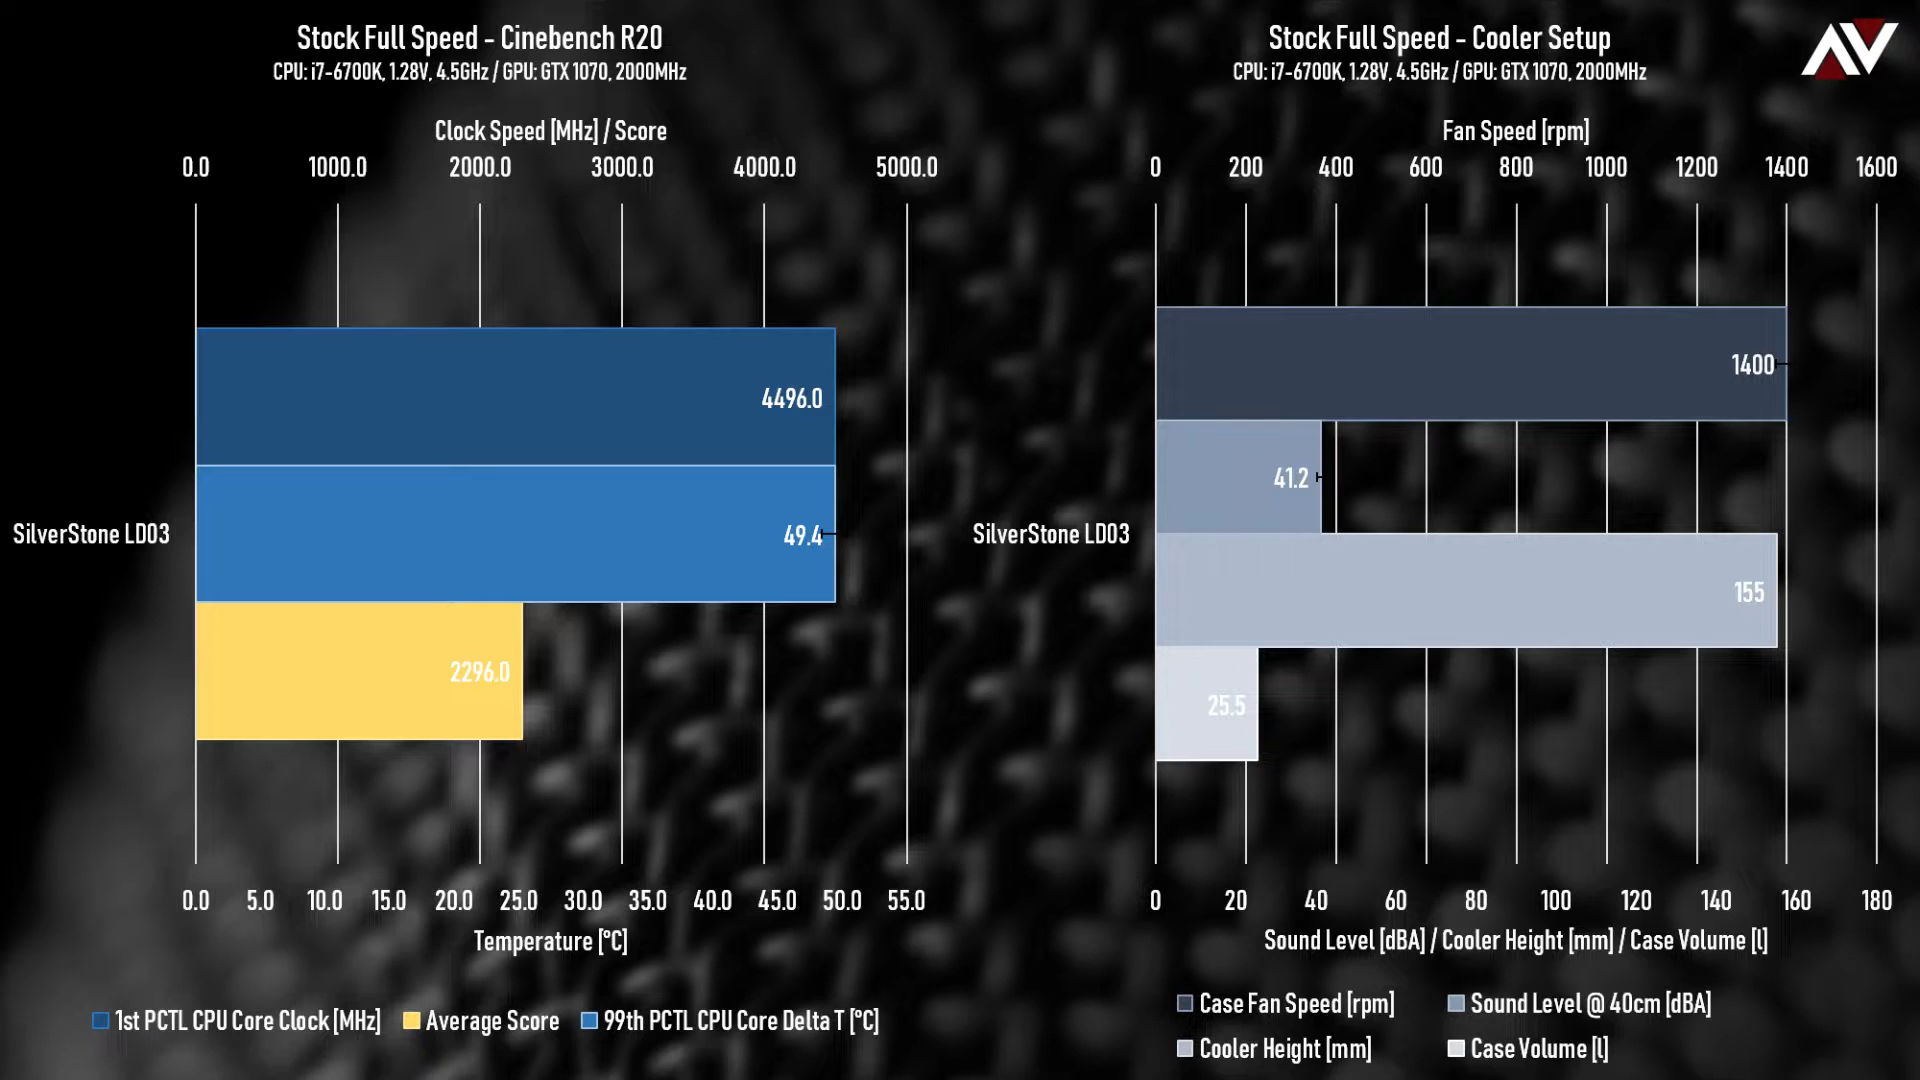 Stock Full Speed - Cinebench R20
CPU: i7-6700K, 1.28V, 4.5GHz / GPU: GTX 1070, 2000MHz
Clock Speed [MHz] / Score
0.0 1000.0 2000.0 3000.0 4000.0 5000.0
4496.0
SilverStone LD03
49.4
2296.0
0.0 5.0 10.0 15.0 20.0 25.0 30.0 35.0 40.0 45.0 50.0 55.0
Temperature [°C]
1st PCTL CPU Core Clock [MHz] Average Score 99th PCTL CPU Core Delta T [°C]
Stock Full Speed - Cooler Setup
CPU: i7-6700K, 1.28V, 4.5GHz / GPU: GTX 1070, 2000MHz
Fan Speed [rpm]
0 200 400 600 800 1000 1200 1400 1600
1400
41.2
SilverStone LD03
155
25.5
0 20 40 60 80 100 120 140 160 180
Sound Level [dBA] / Cooler Height [mm] / Case Volume [l]
Case Fan Speed [rpm] Sound Level @ 40cm [dBA]
Cooler Height [mm] Case Volume [l]